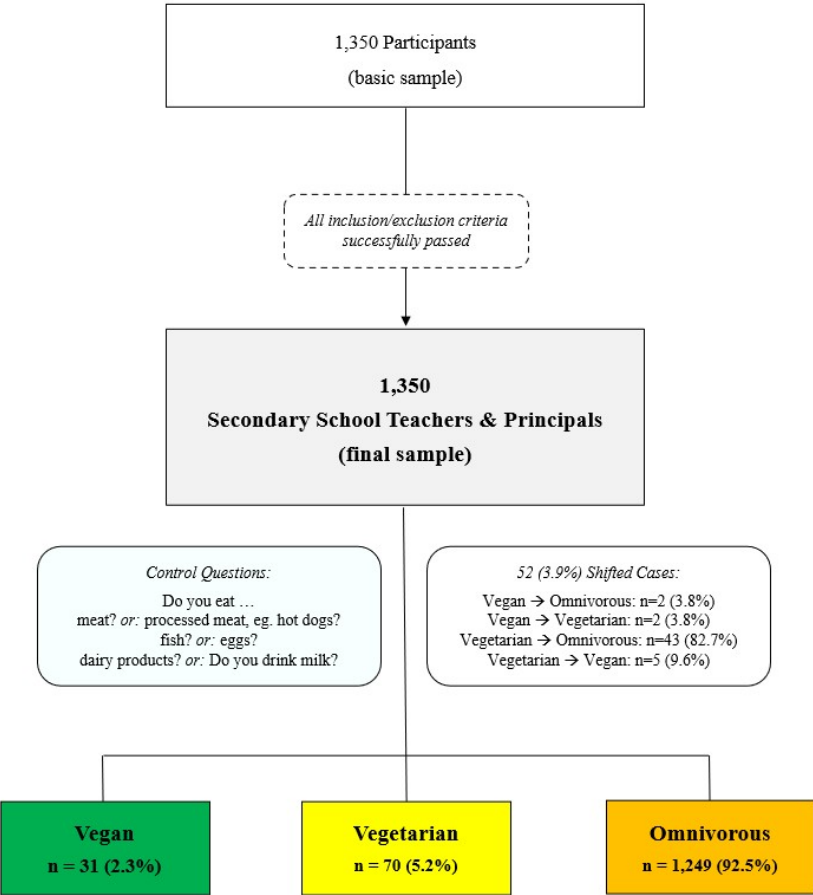 1,350 Participants
(basic sample)
All inclusion/exclusion criteria
successfully passed
1,350
Secondary School Teachers & Principals
(final sample)
Control Questions:
Do you eat …
meat? or: processed meat, eg. hot dogs?
fish? or: eggs?
dairy products? or: Do you drink milk?
52 (3.9%) Shifted Cases:
Vegan → Omnivorous: n=2 (3.8%)
Vegan → Vegetarian: n=2 (3.8%)
Vegetarian → Omnivorous: n=43 (82.7%)
Vegetarian → Vegan: n=5 (9.6%)
Vegan
n = 31 (2.3%)
Vegetarian
n = 70 (5.2%)
Omnivorous
n = 1,249 (92.5%)